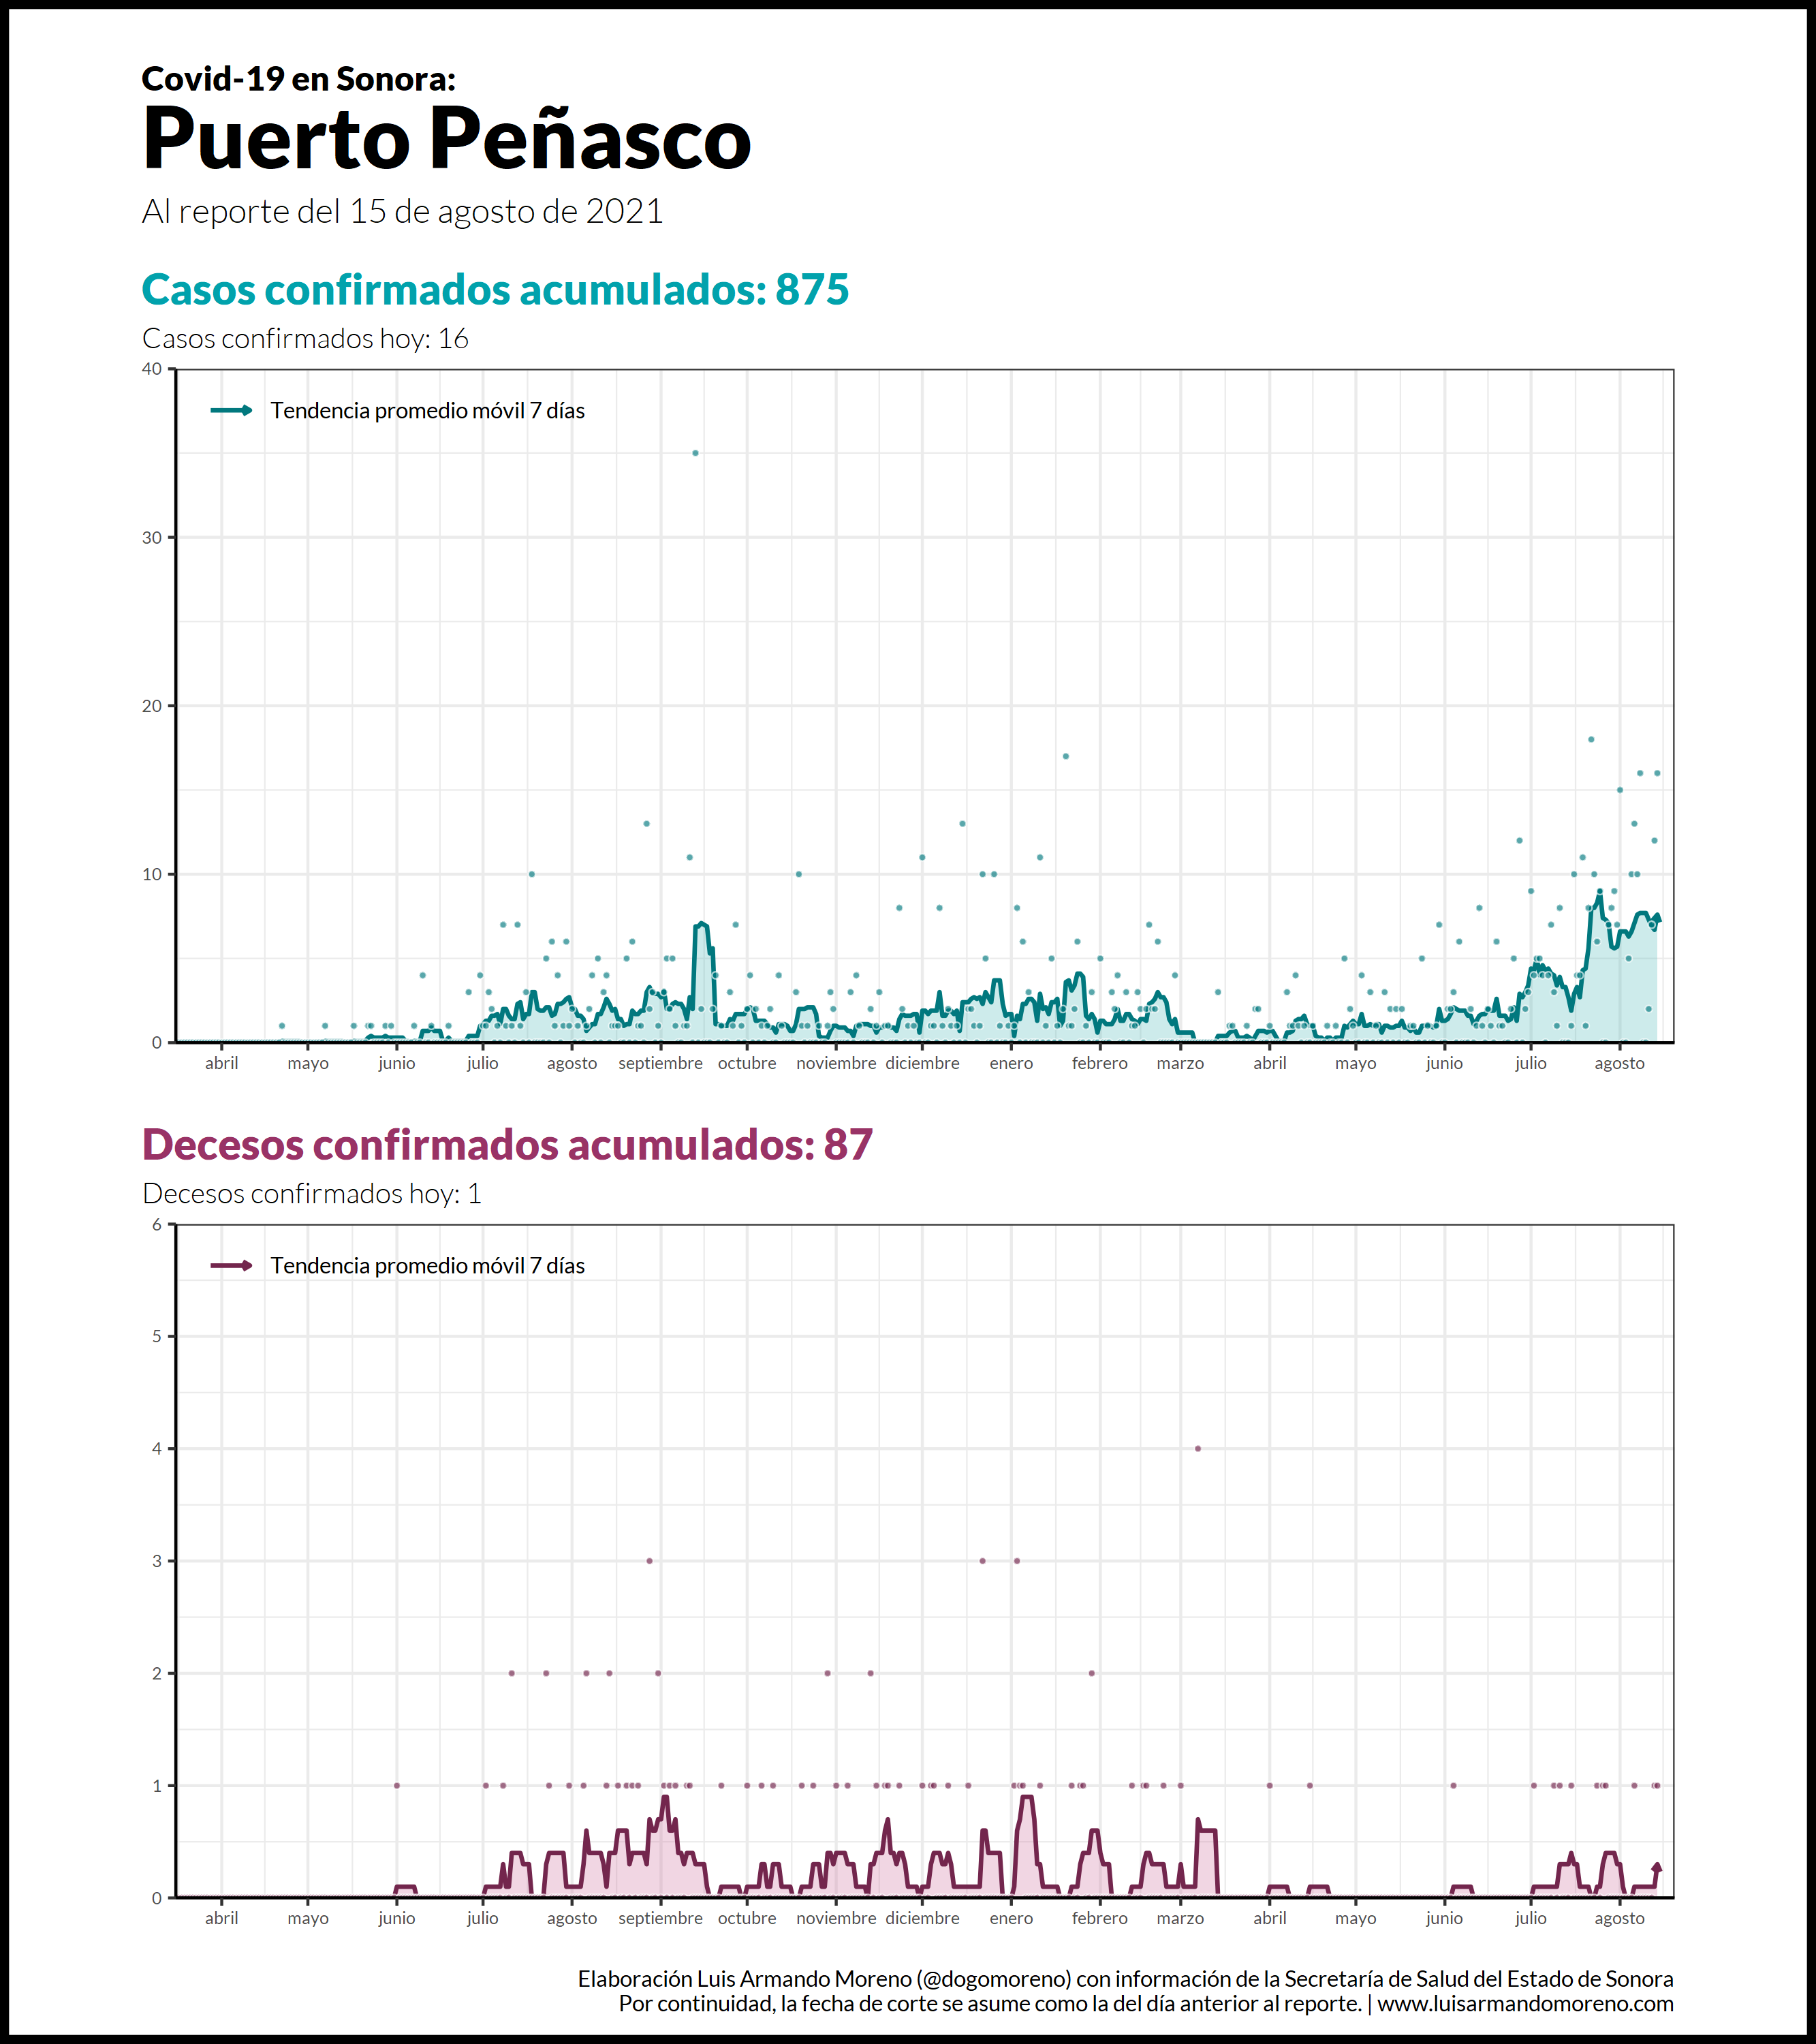 Covid-19 en Sonora:
Puerto Peñasco
Al reporte del 15 de agosto de 2021
Casos confirmados acumulados: 875
Casos confirmados hoy: 16
40
Tendencia promedio móvil 7 días
30
20
10
0
abril mayo junio julio agosto septiembre octubre noviembre diciembre enero febrero marzo abril mayo junio julio agosto
Decesos confirmados acumulados: 87
Decesos confirmados hoy: 1
6
Tendencia promedio móvil 7 días
5
4
3
2
1
0
abril mayo junio julio agosto septiembre octubre noviembre diciembre enero febrero marzo abril mayo junio julio agosto
Elaboración Luis Armando Moreno (@dogomoreno) con información de la Secretaría de Salud del Estado de Sonora
Por continuidad, la fecha de corte se asume como la del día anterior al reporte. | www.luisarmandomoreno.com